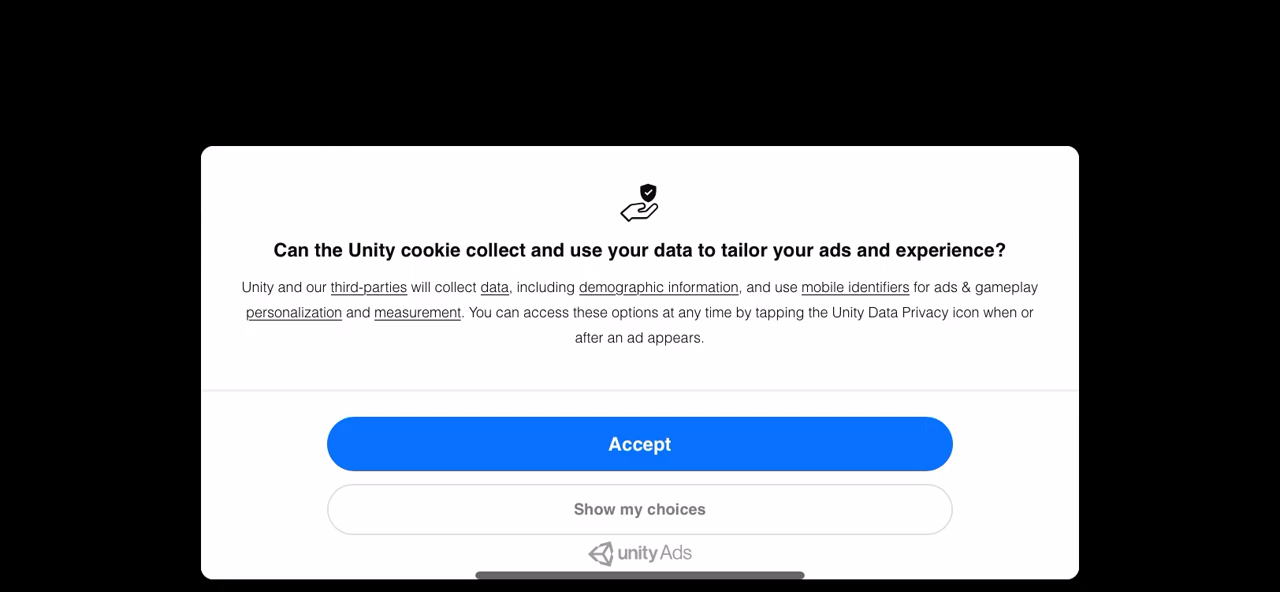 Can the Unity cookie collect and use your data to tailor your ads and experience?
Unity and our third-parties will collect data, including demographic information, and use mobile identifiers for ads & gameplay
personalization and measurement. You can access these options at any time by tapping the Unity Data Privacy icon when or
after an ad appears.
Accept
Show my choices
unityAds